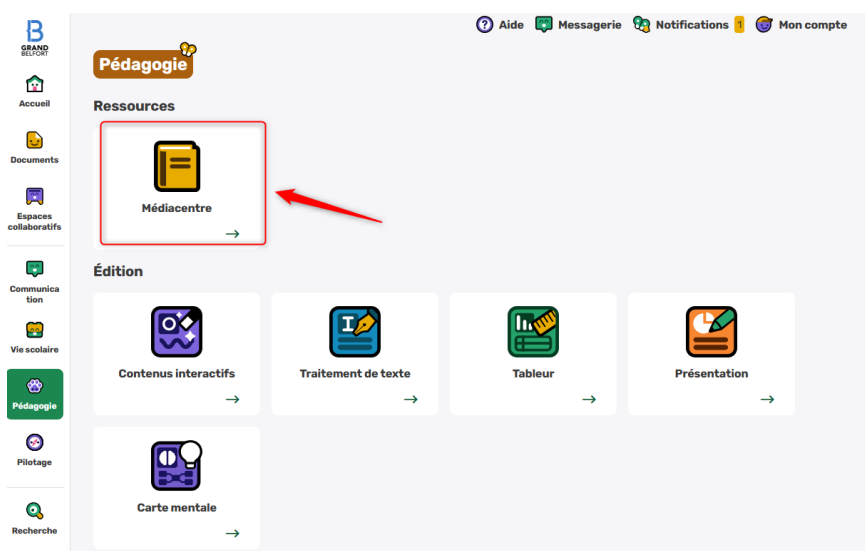 GRAND
BELFORT
Aide
Messagerie
Notifications 1
Mon compte
Accueil
Documents
Espaces
collaboratifs
Communica
tion
Vie scolaire
Pédagogie
Pilotage
Recherche
Pédagogie
Ressources
Médiacentre
Édition
Contenus interactifs
Traitement de texte
Tableur
Présentation
Carte mentale